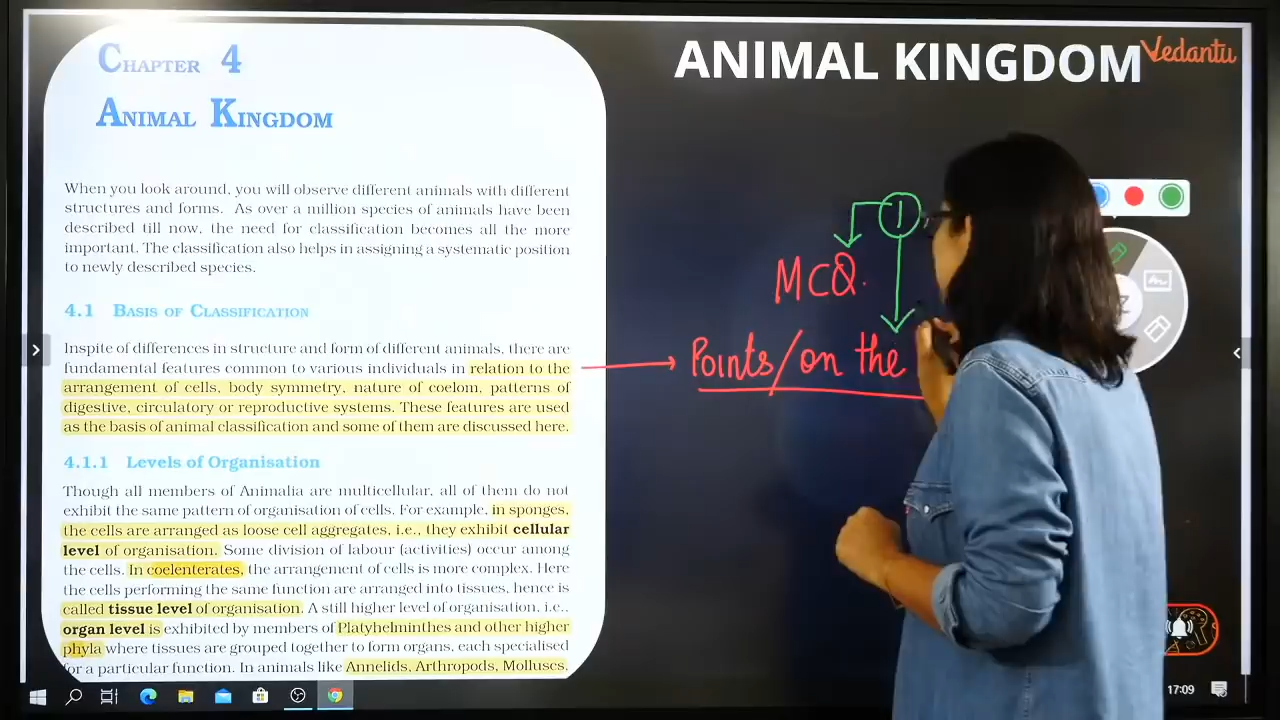 CHAPTER 4
ANIMAL KINGDOM
When you look around, you will observe different animals with different
structures and forms. As over a million species of animals have been
described till now, the need for classification becomes all the more
important. The classification also helps in assigning a systematic position
to newly described species.
4.1 BASIS OF CLASSIFICATION
Inspite of differences in structure and form of different animals, there are
fundamental features common to various individuals in relation to the
arrangement of cells, body symmetry, nature of coelom, patterns of
digestive, circulatory or reproductive systems. These features are used
as the basis of animal classification and some of them are discussed here.
4.1.1 Levels of Organisation
Though all members of Animalia are multicellular, all of them do not
exhibit the same pattern of organisation of cells. For example, in sponges,
the cells are arranged as loose cell aggregates, i.e., they exhibit cellular
level of organisation. Some division of labour (activities) occur among
the cells. In coelenterates, the arrangement of cells is more complex. Here
the cells performing the same function are arranged into tissues, hence is
called tissue level of organisation. A still higher level of organisation, i.e.,
organ level is exhibited by members of Platyhelminthes and other higher
phyla where tissues are grouped together to form organs, each specialised
for a particular function. In animals like Annelids, Arthropods, Molluscs,
ANIMAL KINGDOM
Vedantu
1
MCQ.
Points/on the
17:09